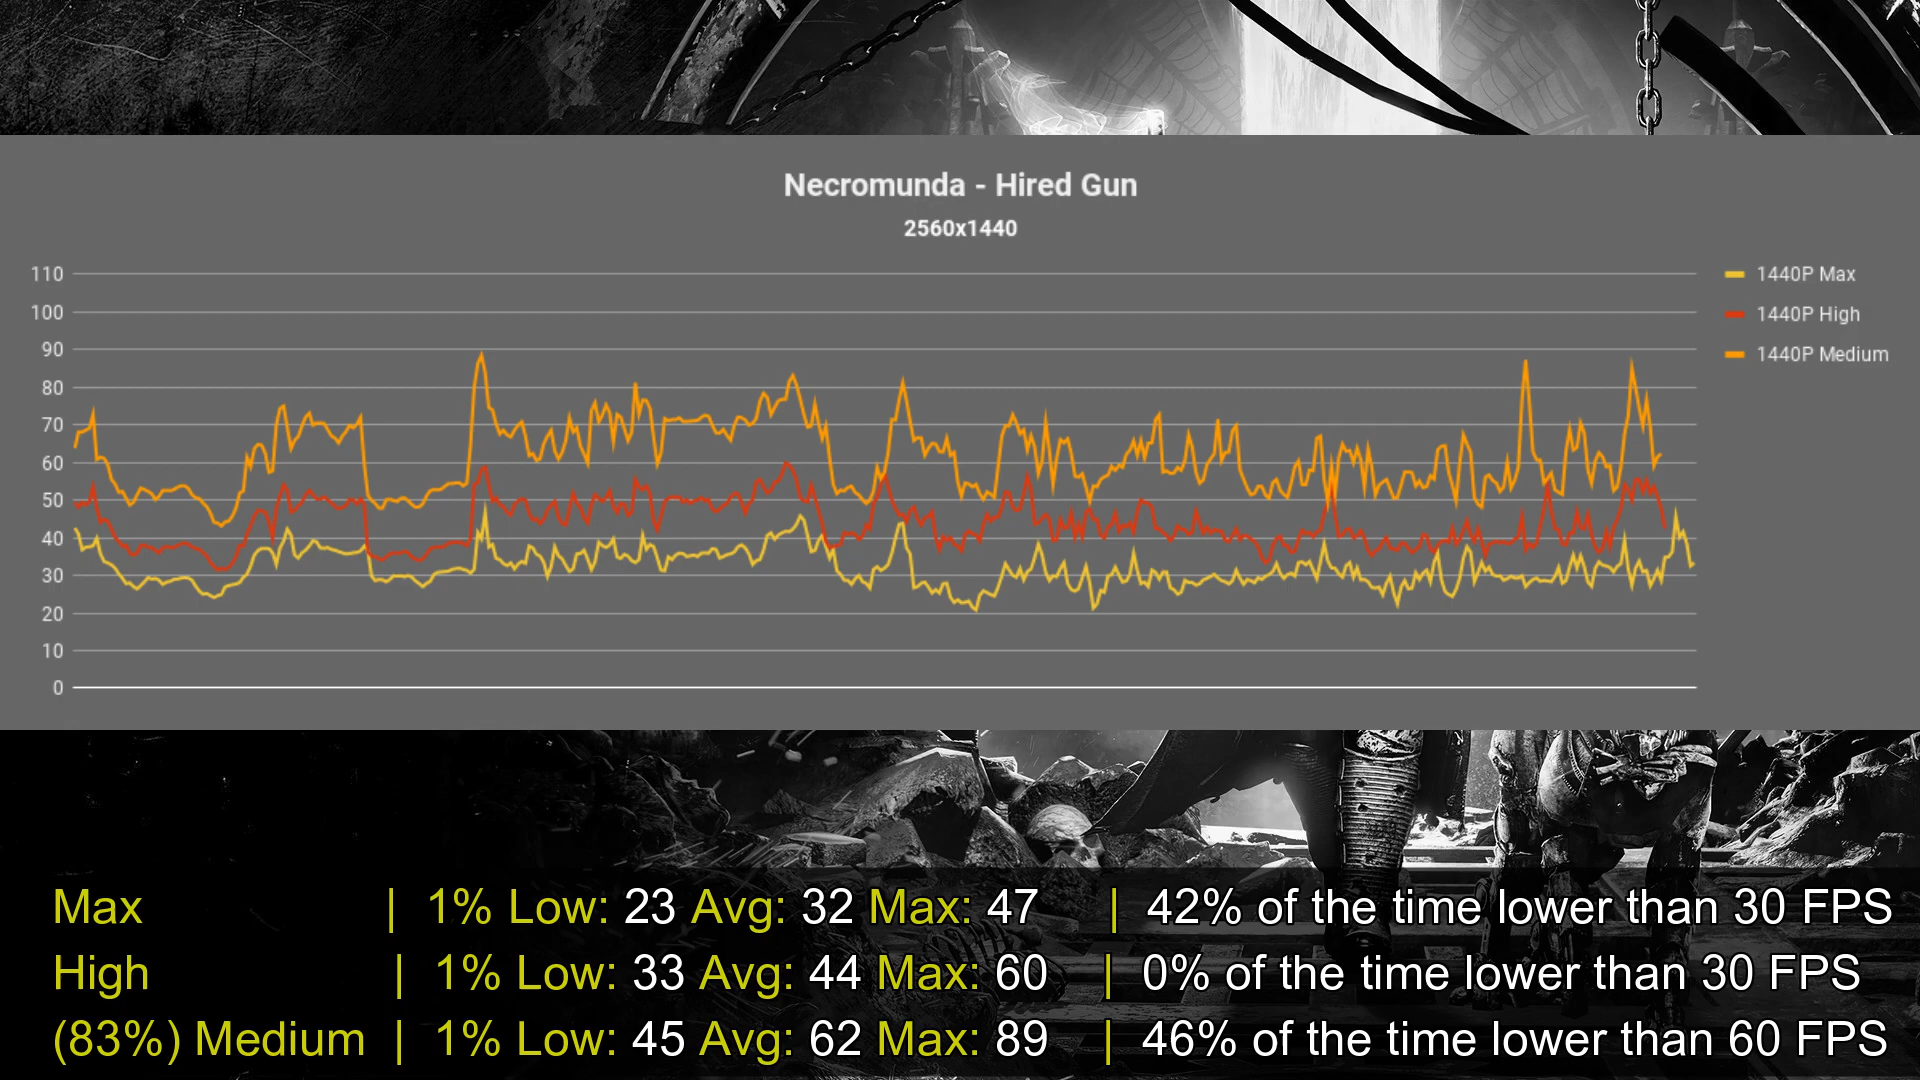 Necromunda - Hired Gun
2560x1440
110
100
90
80
70
60
50
40
30
20
10
0
1440P Max
1440P High
1440P Medium
Max | 1% Low: 23 Avg: 32 Max: 47 | 42% of the time lower than 30 FPS
High | 1% Low: 33 Avg: 44 Max: 60 | 0% of the time lower than 30 FPS
(83%) Medium | 1% Low: 45 Avg: 62 Max: 89 | 46% of the time lower than 60 FPS